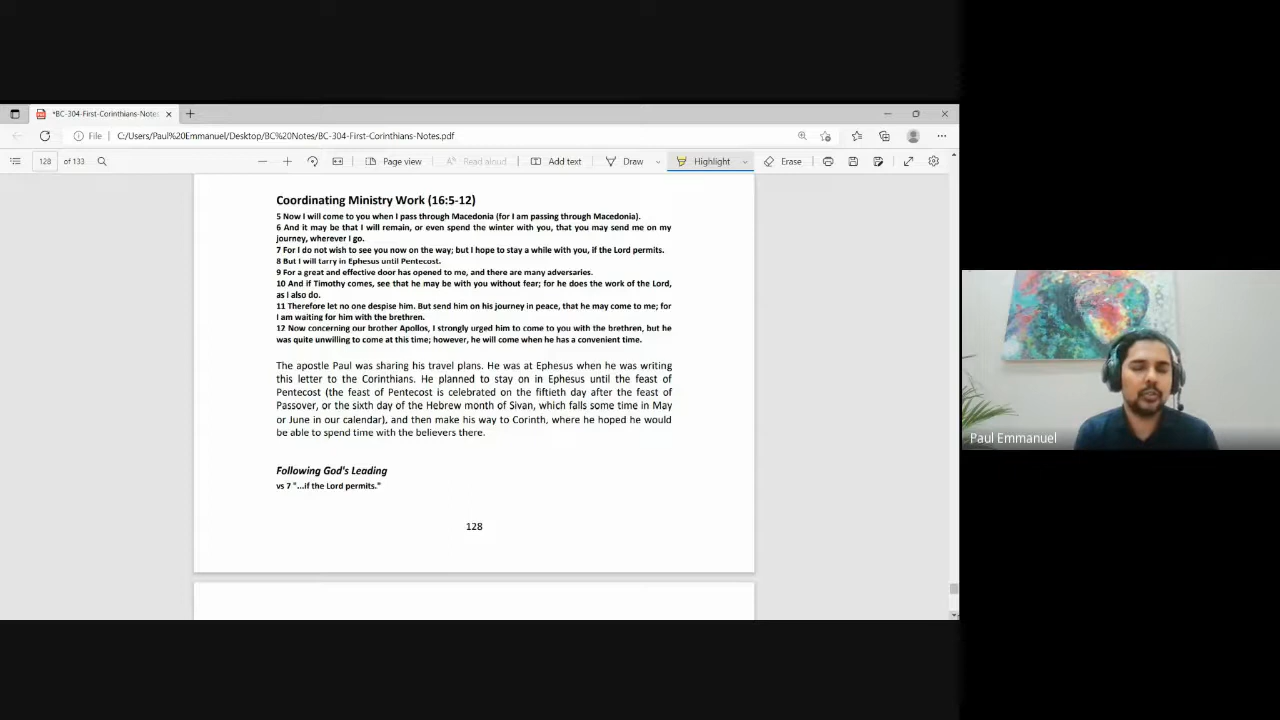 *BC-304-First-Corinthians-Notes
File
C:/Users/Paul%20Emmanuel/Desktop/BC%20Notes/BC-304-First-Corinthians-Notes.pdf
128 of 133
Page view
Read aloud
Add text
Draw
Highlight
Erase
Coordinating Ministry Work (16:5-12)
5 Now I will come to you when I pass through Macedonia (for I am passing through Macedonia).
6 And it may be that I will remain, or even spend the winter with you, that you may send me on my
journey, wherever I go.
7 For I do not wish to see you now on the way; but I hope to stay a while with you, if the Lord permits.
8 But I will tarry in Ephesus until Pentecost.
9 For a great and effective door has opened to me, and there are many adversaries.
10 And if Timothy comes, see that he may be with you without fear; for he does the work of the Lord,
as I also do.
11 Therefore let no one despise him. But send him on his journey in peace, that he may come to me; for
I am waiting for him with the brethren.
12 Now concerning our brother Apollos, I strongly urged him to come to you with the brethren, but he
was quite unwilling to come at this time; however, he will come when he has a convenient time.
The apostle Paul was sharing his travel plans. He was at Ephesus when he was writing
this letter to the Corinthians. He planned to stay on in Ephesus until the feast of
Pentecost (the feast of Pentecost is celebrated on the fiftieth day after the feast of
Passover, or the sixth day of the Hebrew month of Sivan, which falls some time in May
or June in our calendar), and then make his way to Corinth, where he hoped he would
be able to spend time with the believers there.
Following God's Leading
vs 7 "...if the Lord permits."
128
Paul Emmanuel